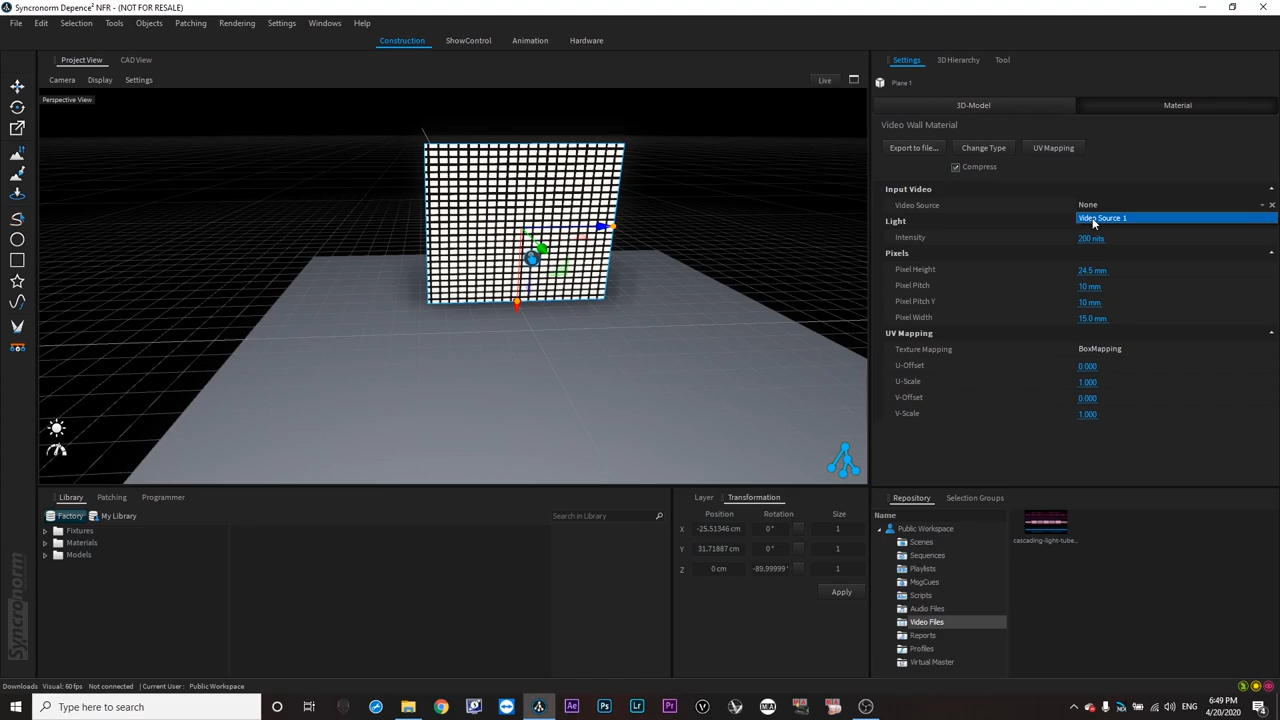 Syncronorm Depence² NFR - (NOT FOR RESALE)
File Edit Selection Tools Objects Patching Rendering Settings Windows Help
Construction ShowControl Animation Hardware
Project View CAD View
Camera Display Settings Live
Perspective View
Settings 3D Hierarchy Tool
Plane 1
3D-Model Material
Video Wall Material
Export to file... Change Type UV Mapping
Compress
Input Video
Video Source None
Video Source 1
Light
Intensity 200 nits
Pixels
Pixel Height 24.5 mm
Pixel Pitch 10 mm
Pixel Pitch Y 10 mm
Pixel Width 15.0 mm
UV Mapping
Texture Mapping BoxMapping
U-Offset 0.000
U-Scale 1.000
V-Offset 0.000
V-Scale 1.000
Library Patching Programmer
Factory My Library Search in Library
Fixtures
Materials
Models
Layer Transformation
Position Rotation Size
X -25.51346 cm 0° 1
Y 31.71887 cm 0° 1
Z 0 cm -89.99999° 1
Apply
Repository Selection Groups
Name
Public Workspace
Scenes
Sequences
Playlists
MsgCues
Scripts
Audio Files
Video Files
Reports
Profiles
Virtual Master
cascading-light-tube...
Syncronorm
Downloads Visual: 60 fps Not connected | Current User : Public Workspace
Type here to search
Ae Ps Lr Pr
6:49 PM
4/20/2020